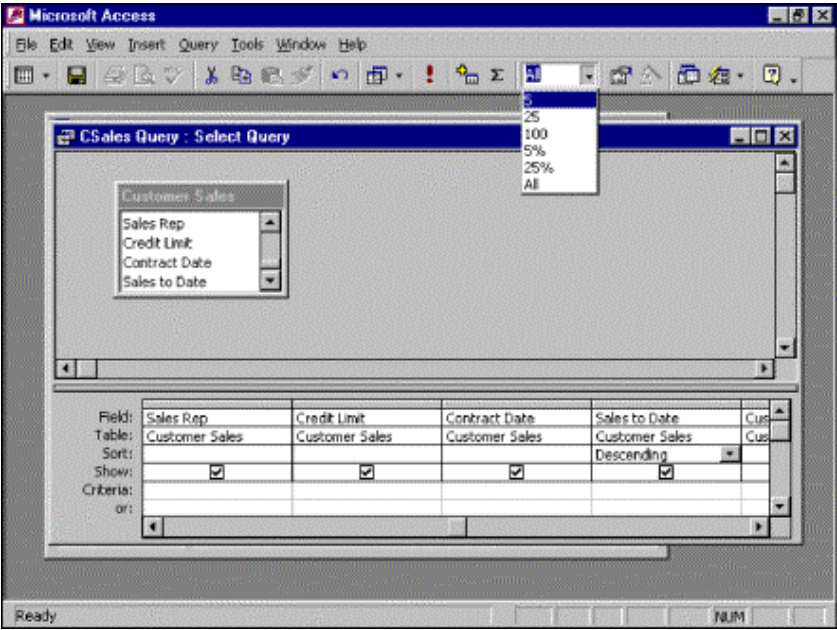 Microsoft Access
File Edit View Insert Query Tools Window Help
All
5
25
100
5%
25%
All
CSales Query : Select Query
Customer Sales
Sales Rep
Credit Limit
Contract Date
Sales to Date
Field: Sales Rep Credit Limit Contract Date Sales to Date Cus
Table: Customer Sales Customer Sales Customer Sales Customer Sales Cus
Sort: Descending
Show:
Criteria:
or:
Ready NUM